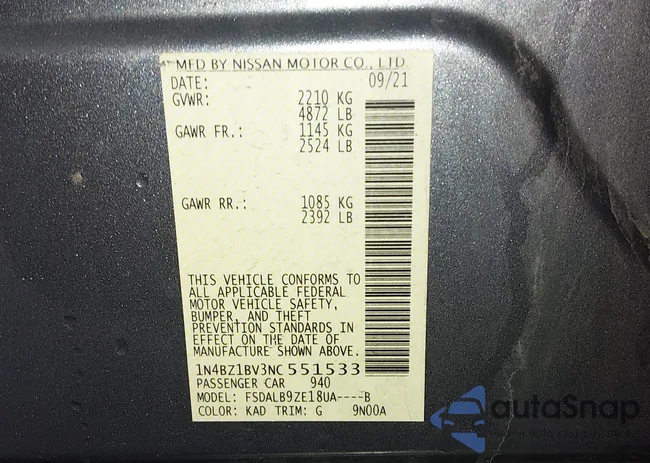 MFD BY NISSAN MOTOR CO., LTD
DATE: 09/21
GVWR: 2210 KG
4872 LB
GAWR FR.: 1145 KG
2524 LB
GAWR RR.: 1085 KG
2392 LB
THIS VEHICLE CONFORMS TO
ALL APPLICABLE FEDERAL
MOTOR VEHICLE SAFETY,
BUMPER, AND THEFT
PREVENTION STANDARDS IN
EFFECT ON THE DATE OF
MANUFACTURE SHOWN ABOVE.
1N4BZ1BV3NC551533
PASSENGER CAR 940
MODEL: FSDALB9ZE18UA----B
COLOR: KAD TRIM: G 9N00A
autoSnap